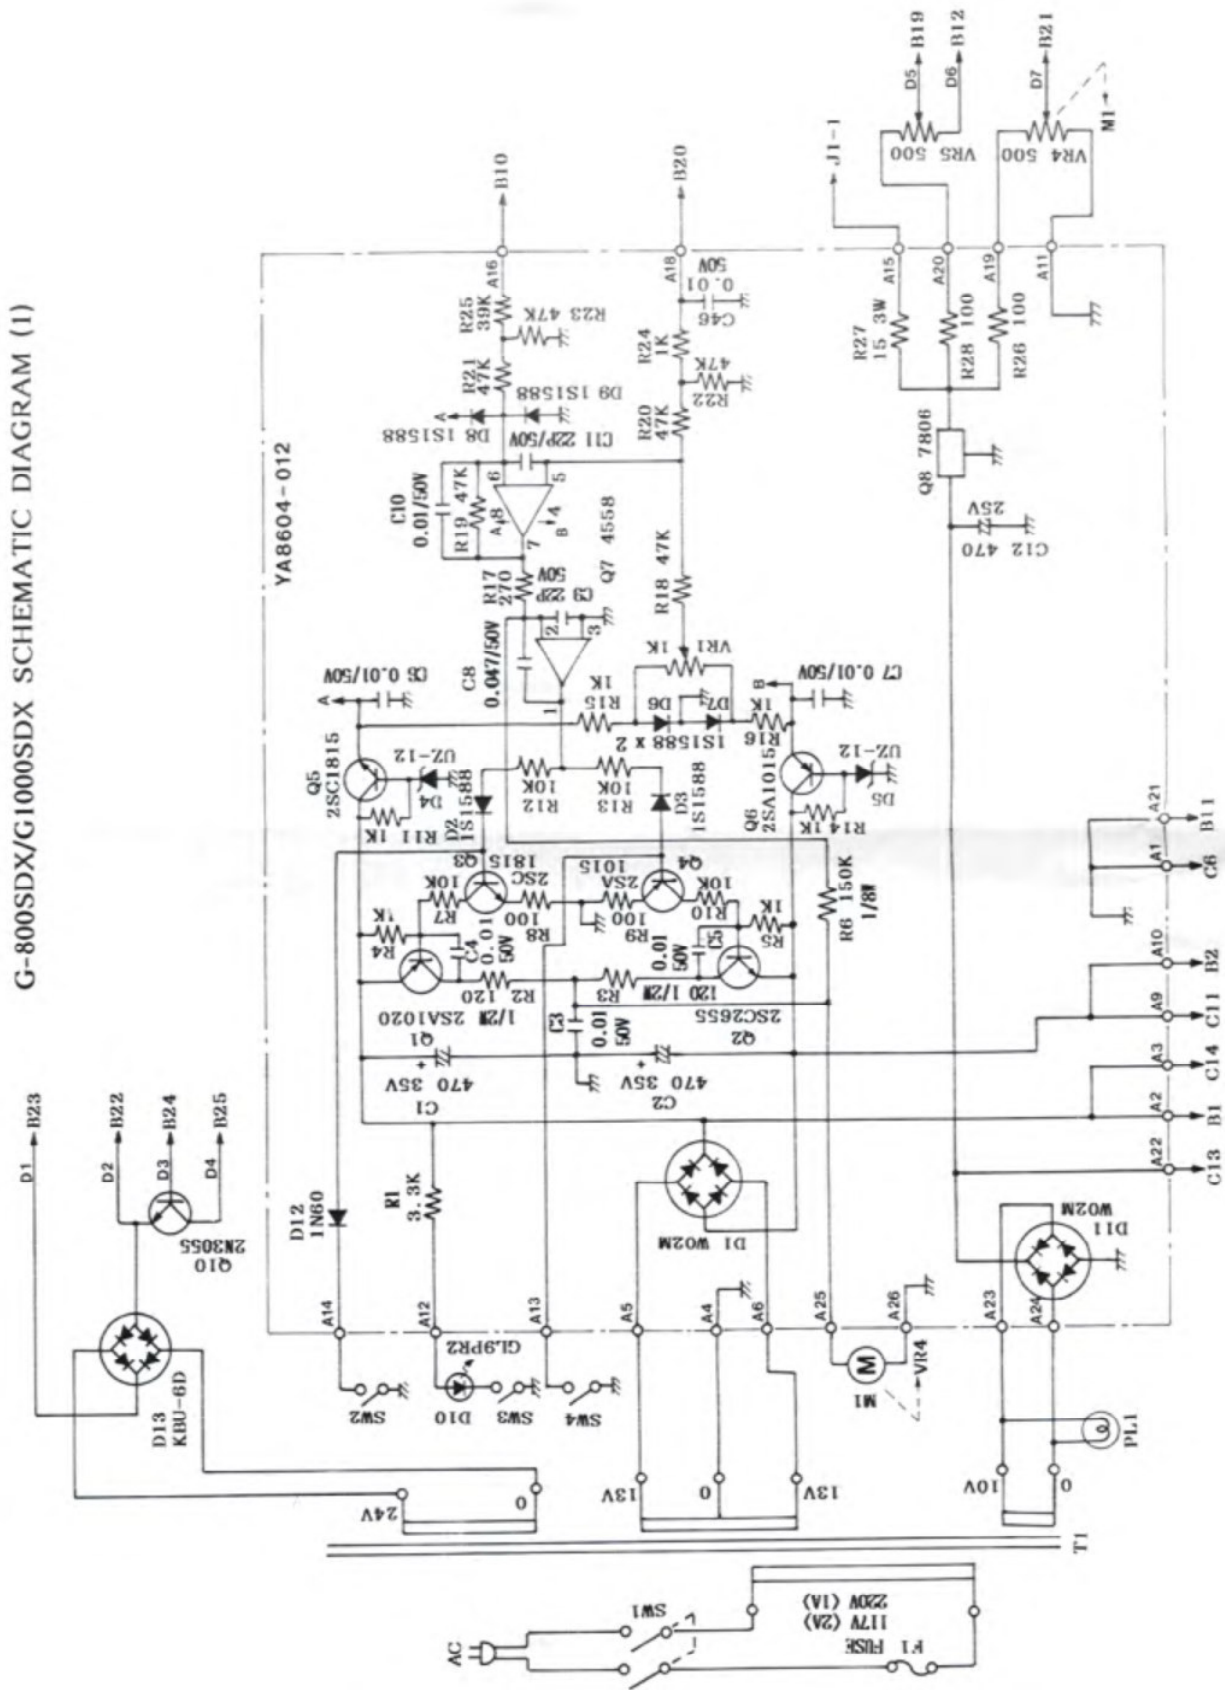 G-800SDX/G1000SDX SCHEMATIC DIAGRAM (1)
D1
B23
D2
B22
D3
B24
D4
B25
Q10
2N3055
D13
KBU-6D
YA8604-012
D12
1N60
R1
3.3K
A14
A12
A13
A5
A4
A6
A25
A26
A23
A24
SW2
D10
GL9PR2
SW3
SW4
24V
0
13V
0
13V
10V
0
M
M1
VR4
PL1
T1
AC
SW1
F1
FUSE
117V (2A)
220V (1A)
D1 W02M
W02M
D11
C1
470 35V
+
C2
470 35V
+
Q1
2SA1020
R4
1K
C4
0.01
50V
R2
120
1/2W
C3
0.01
50V
R3
120 1/2W
0.01
50V
C5
Q2
2SC2655
R5
1K
R7
10K
Q3
2SC
1815
R8
100
R9
100
2SA
1015
Q4
R10
10K
R6 150K
1/8W
Q5
2SC1815
R11 1K
D4
UZ-12
D2
1S1588
R12
10K
R13
10K
D3
1S1588
Q6
2SA1015
R14 1K
D5
UZ-12
A
C6 0.01/50V
R15
1K
D6
D7
1S1588 x 2
VR1
1K
R16
1K
B
C7 0.01/50V
C8
0.047/50V
1
2
3
C9 22P
50V
R17
270
Q7 4558
R18 47K
C10
0.01/50V
R19 47K
A
8
6
5
4
B
7
C11 22P/50V
A
D8 1S1588
D9 1S1588
R21
47K
R25
39K
R23 47K
A16
B10
R20
47K
R22
47K
R24
1K
C46
0.01
50V
A18
B20
J1-1
R27
15 3W
A15
R28 100
A20
R26 100
A19
A11
VR5 500
D5
B19
D6
B12
VR4 500
D7
B21
M1
Q8 7806
C12 470
25V
A22
C13
A2
B1
A3
C14
A9
C11
A10
B2
A1
C6
A21
B11